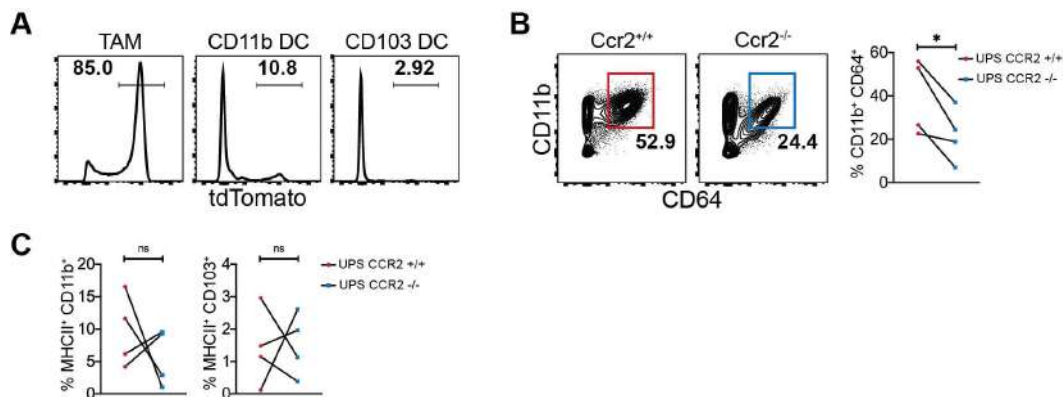 A
TAM
CD11b DC
CD103 DC
85.0
10.8
2.92
tdTomato
B
Ccr2+/+
Ccr2-/-
CD11b
52.9
24.4
CD64
% CD11b+ CD64+
60
40
20
0
*
UPS CCR2 +/+
UPS CCR2 -/-
C
% MHCII+ CD11b+
20
15
10
5
0
ns
% MHCII+ CD103+
4
3
2
1
0
ns
UPS CCR2 +/+
UPS CCR2 -/-